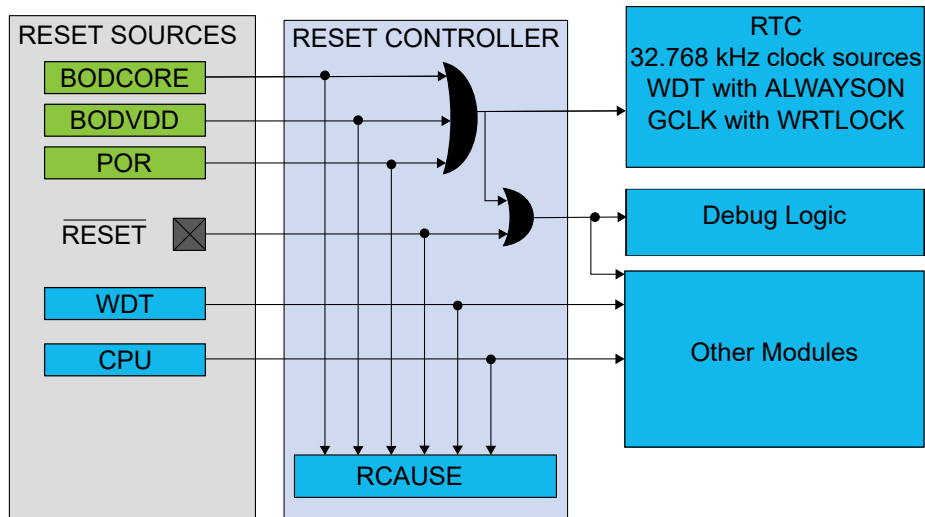 RESET SOURCES
BODCORE
BODVDD
POR
RESET
WDT
CPU
RESET CONTROLLER
RCAUSE
RTC
32.768 kHz clock sources
WDT with ALWAYSON
GCLK with WRTLOCK
Debug Logic
Other Modules